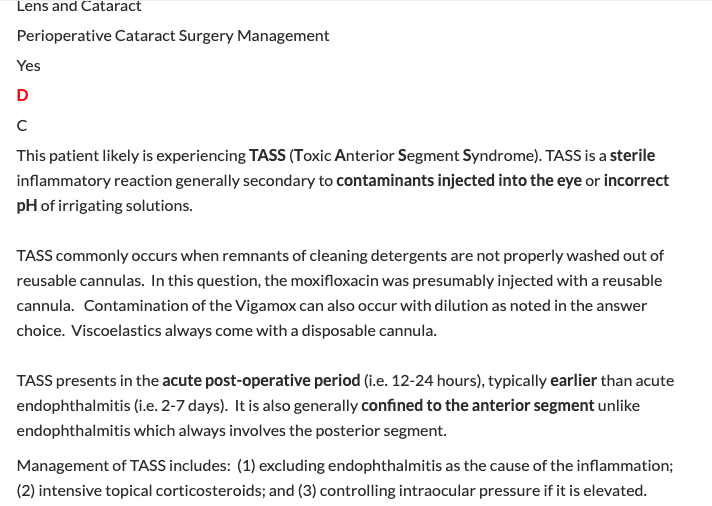 Lens and Cataract
Perioperative Cataract Surgery Management
Yes
D
C
This patient likely is experiencing TASS (Toxic Anterior Segment Syndrome). TASS is a sterile
inflammatory reaction generally secondary to contaminants injected into the eye or incorrect
pH of irrigating solutions.
TASS commonly occurs when remnants of cleaning detergents are not properly washed out of
reusable cannulas. In this question, the moxifloxacin was presumably injected with a reusable
cannula. Contamination of the Vigamox can also occur with dilution as noted in the answer
choice. Viscoelastics always come with a disposable cannula.
TASS presents in the acute post-operative period (i.e. 12-24 hours), typically earlier than acute
endophthalmitis (i.e. 2-7 days). It is also generally confined to the anterior segment unlike
endophthalmitis which always involves the posterior segment.
Management of TASS includes: (1) excluding endophthalmitis as the cause of the inflammation;
(2) intensive topical corticosteroids; and (3) controlling intraocular pressure if it is elevated.